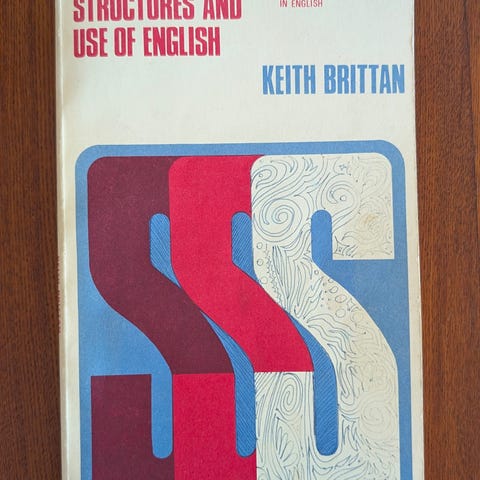 STRUCTURES AND
USE OF ENGLISH
IN ENGLISH
KEITH BRITTAN